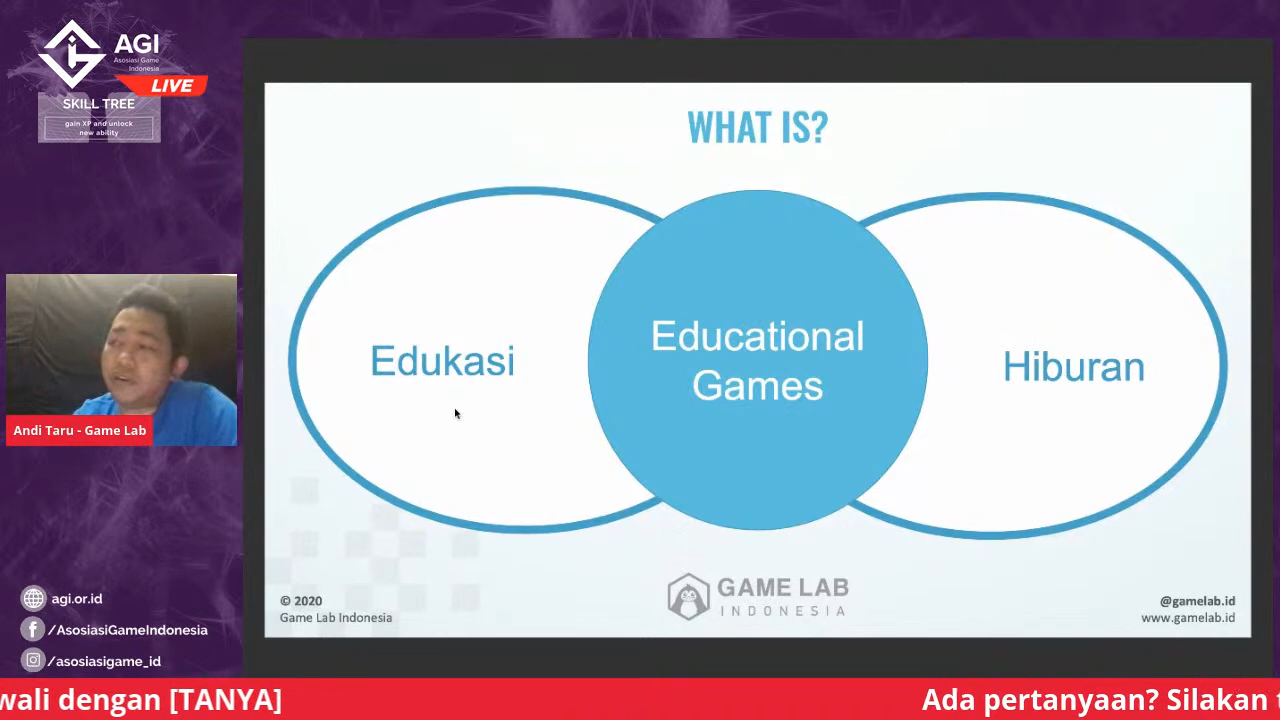 AGI
Asosiasi Game
Indonesia
LIVE
SKILL TREE
gain XP and unlock
new ability
WHAT IS?
Edukasi
Educational
Games
Hiburan
Andi Taru - Game Lab
GAME LAB
INDONESIA
© 2020
Game Lab Indonesia
@gamelab.id
www.gamelab.id
agi.or.id
/AsosiasiGameIndonesia
/asosiasigame_id
wali dengan [TANYA]
Ada pertanyaan? Silakan